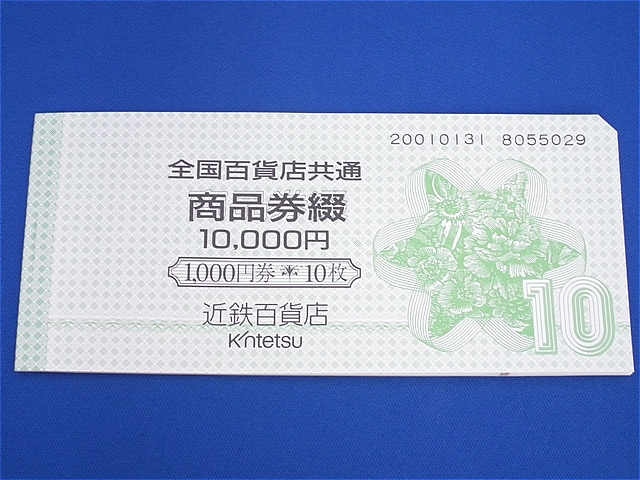 20010131 8055029
全国百貨店共通
商品券綴
10,000円
1,000円券 10枚
近鉄百貨店
Kintetsu
10